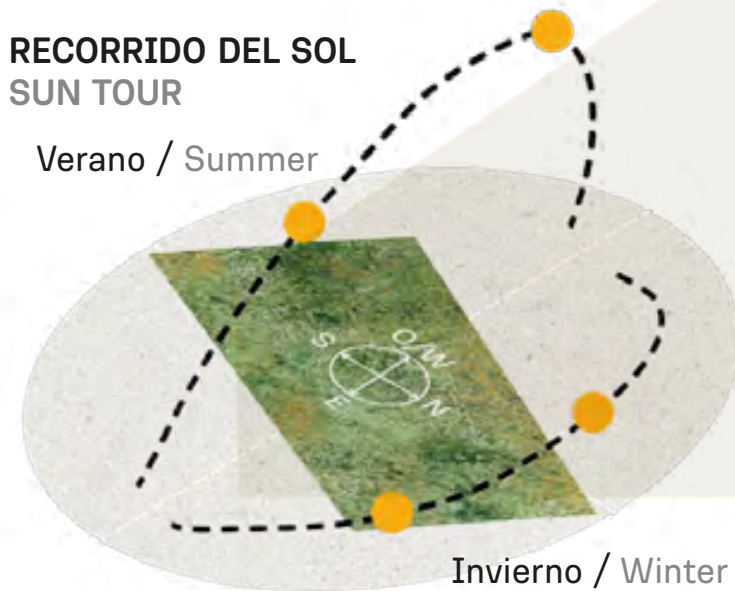 RECORRIDO DEL SOL
SUN TOUR
Verano / Summer
S
O/W
E
N
Invierno / Winter